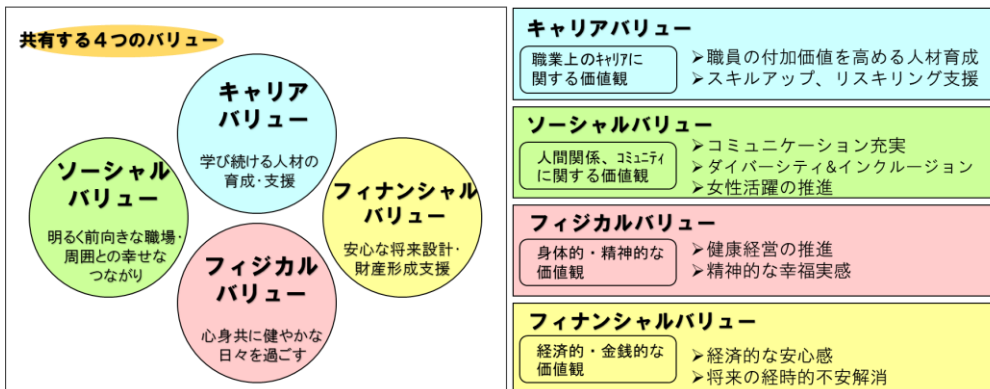 共有する４つのバリュー
キャリア
バリュー
学び続ける人材の
育成・支援
ソーシャル
バリュー
明るく前向きな職場・
周囲との幸せな
つながり
フィナンシャル
バリュー
安心な将来設計・
財産形成支援
フィジカル
バリュー
心身共に健やかな
日々を過ごす
キャリアバリュー
職業上のｷｬﾘｱに
関する価値観
➢職員の付加価値を高める人材育成
➢スキルアップ、リスキリング支援
ソーシャルバリュー
人間関係、ｺﾐｭﾆﾃｨ
に関する価値観
➢コミュニケーション充実
➢ダイバーシティ&インクルージョン
➢女性活躍の推進
フィジカルバリュー
身体的・精神的な
価値観
➢健康経営の推進
➢精神的な幸福実感
フィナンシャルバリュー
経済的・金銭的な
価値観
➢経済的な安心感
➢将来の経時的不安解消